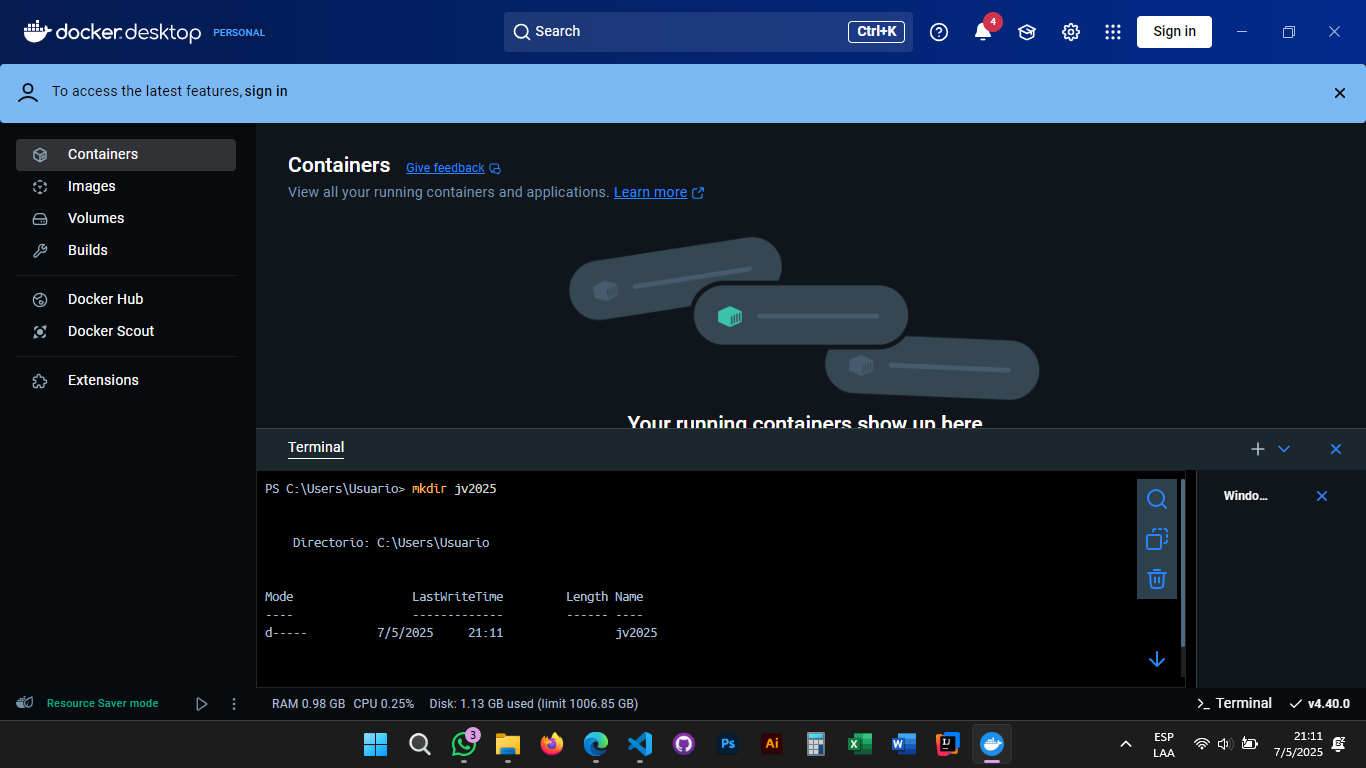 docker desktop PERSONAL
Search
Ctrl+K
4
Sign in
To access the latest features, sign in
Containers
Images
Volumes
Builds
Docker Hub
Docker Scout
Extensions
Containers Give feedback
View all your running containers and applications. Learn more
Your running containers show up here
Terminal
PS C:\Users\Usuario> mkdir jv2025
Directorio: C:\Users\Usuario
Mode LastWriteTime Length Name
---- ------------- ------ ----
d----- 7/5/2025 21:11 jv2025
Windo...
Resource Saver mode
RAM 0.98 GB CPU 0.25% Disk: 1.13 GB used (limit 1006.85 GB)
Terminal
v4.40.0
3
Ps
Ai
X
W
IJ
ESP
LAA
21:11
7/5/2025